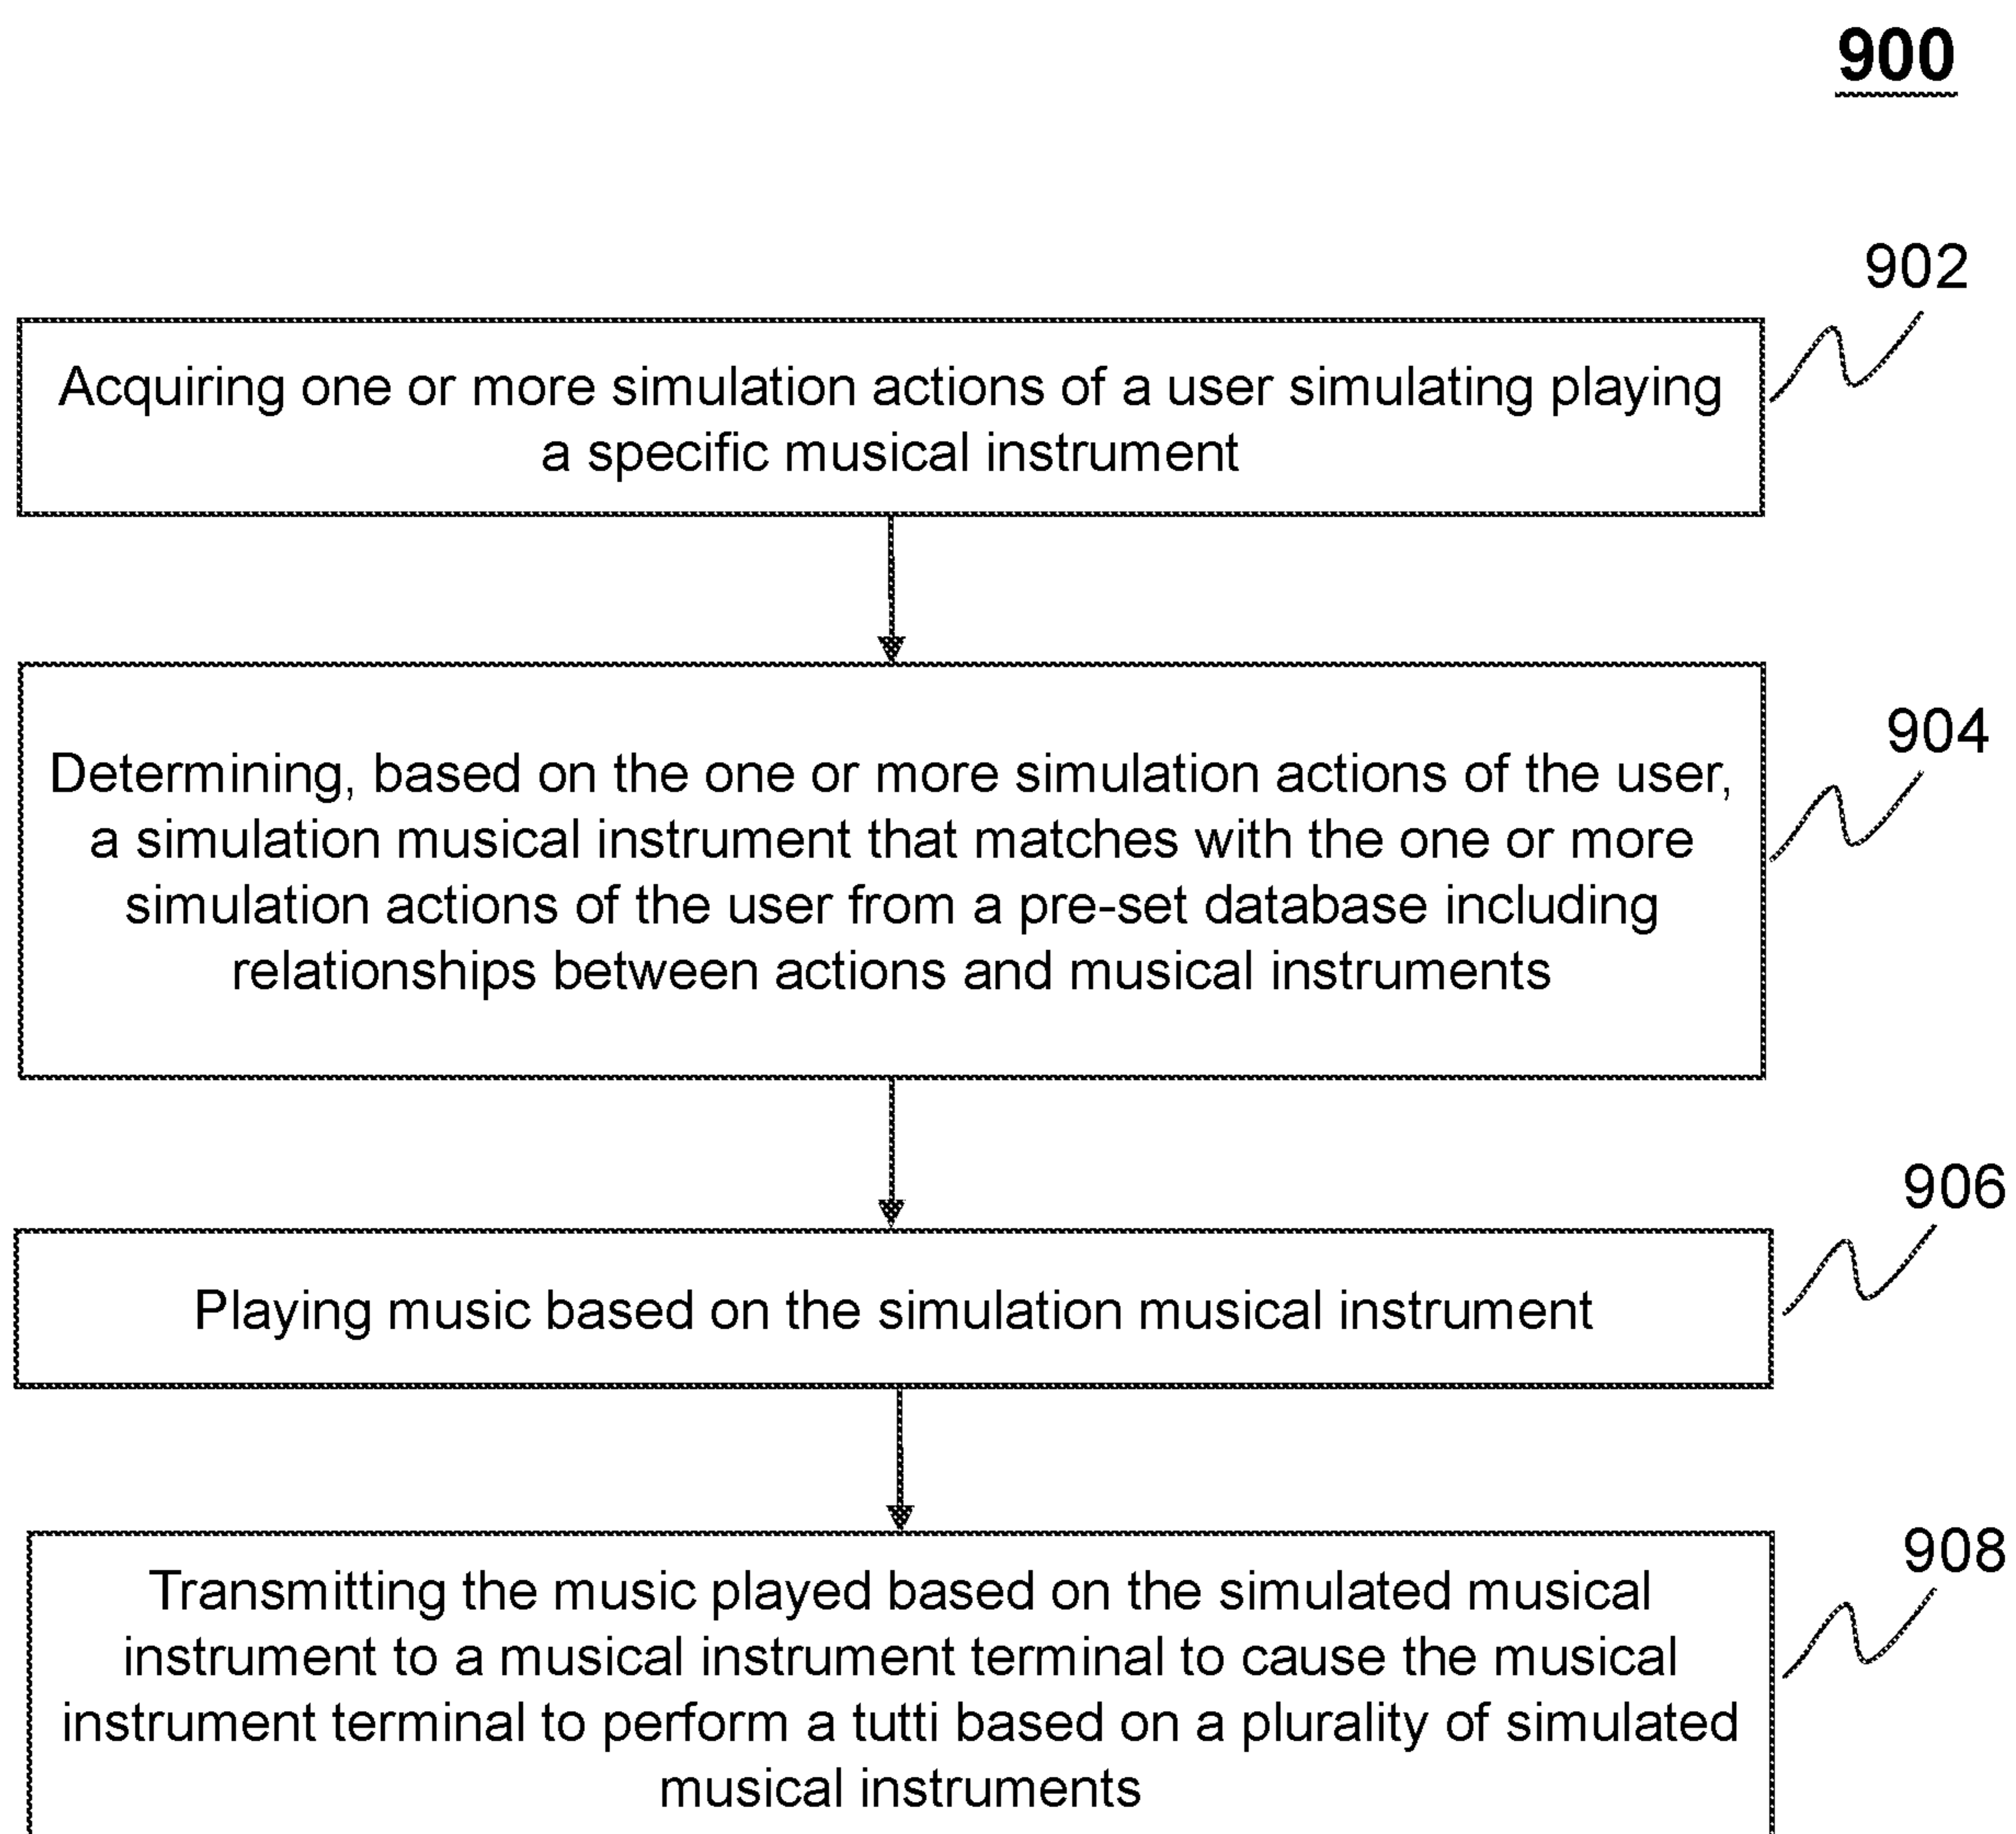 900
902
Acquiring one or more simulation actions of a user simulating playing
a specific musical instrument
904
Determining, based on the one or more simulation actions of the user,
a simulation musical instrument that matches with the one or more
simulation actions of the user from a pre-set database including
relationships between actions and musical instruments
906
Playing music based on the simulation musical instrument
908
Transmitting the music played based on the simulated musical
instrument to a musical instrument terminal to cause the musical
instrument terminal to perform a tutti based on a plurality of simulated
musical instruments